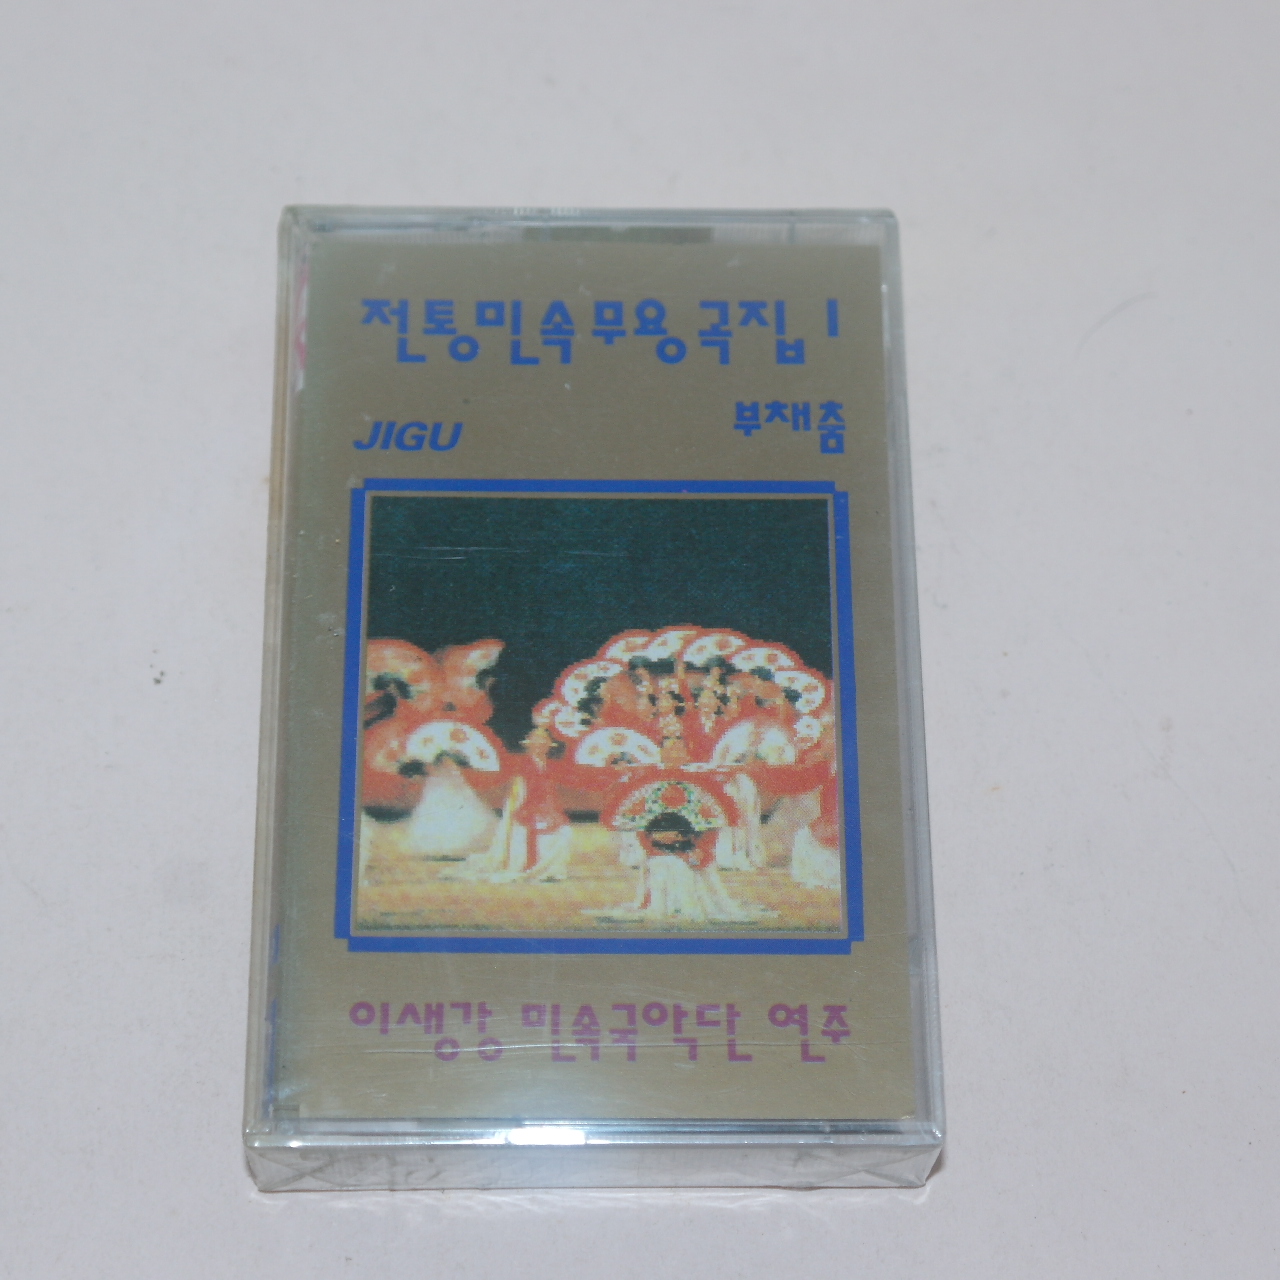 전통민속무용곡집 1
JIGU
부채춤
이생강 민속국악단 연주